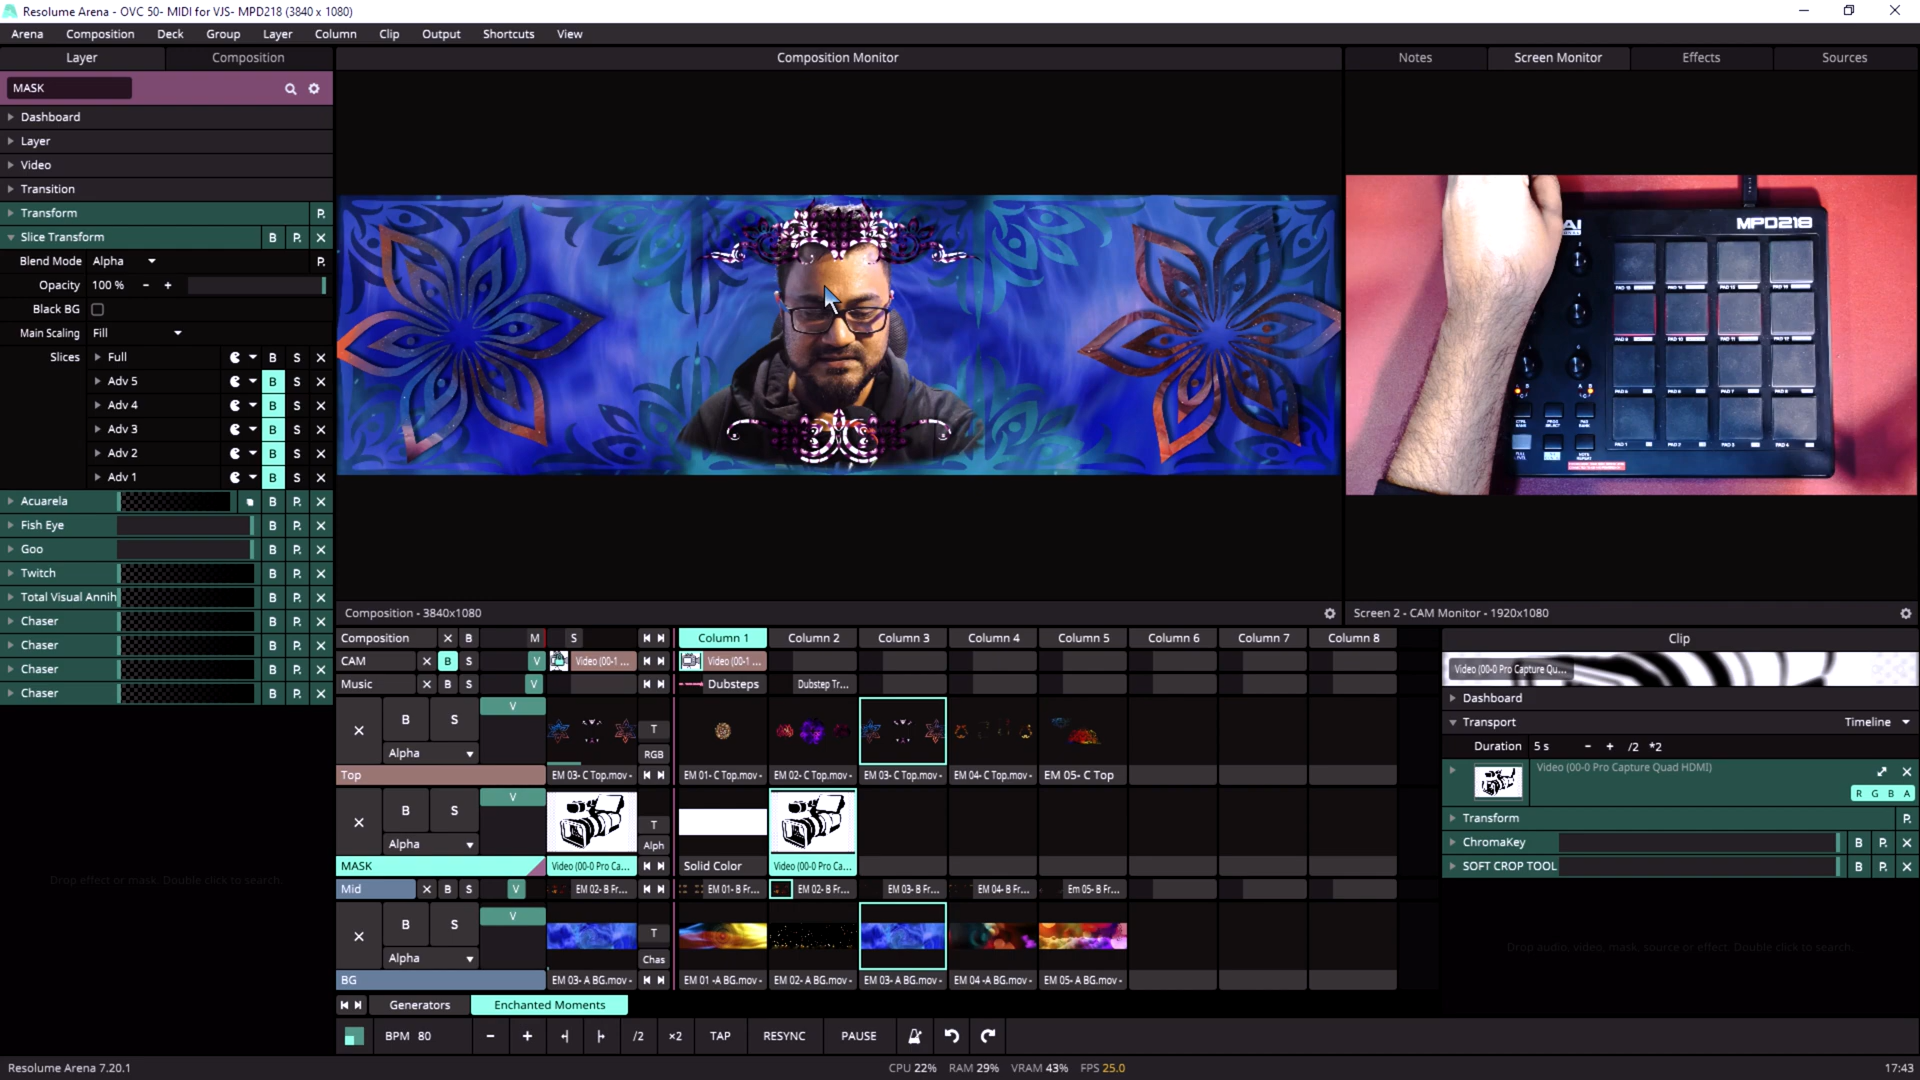 Resolume Arena - OVC 50- MIDI for VJS- MPD218 (3840 x 1080)
Arena Composition Deck Group Layer Column Clip Output Shortcuts View
Layer Composition
Composition Monitor
Notes Screen Monitor Effects Sources
MASK
Dashboard
Layer
Video
Transition
Transform P.
Slice Transform B P. X
Blend Mode Alpha P.
Opacity 100 % - +
Black BG
Main Scaling Fill
Slices Full B S X
Adv 5 B S X
Adv 4 B S X
Adv 3 B S X
Adv 2 B S X
Adv 1 B S X
Acuarela B P. X
Fish Eye B P. X
Goo B P. X
Twitch B P. X
Total Visual Annih B P. X
Chaser B P. X
Chaser B P. X
Chaser B P. X
Chaser B P. X
Drop effect or mask. Double click to search.
MPD218
AI
Composition - 3840x1080
Screen 2 - CAM Monitor - 1920x1080
Composition X B M S Column 1 Column 2 Column 3 Column 4 Column 5 Column 6 Column 7 Column 8
CAM X B S V Video (00-1 ... Video (00-1 ...
Music X B S V Dubsteps Dubstep Tr...
X B S V T
Alpha RGB
Top EM 03- C Top.mov - EM 01- C Top.mov - EM 02- C Top.mov - EM 03- C Top.mov - EM 04- C Top.mov - EM 05- C Top
X B S V T
Alpha Alph
MASK Video (00-0 Pro Ca... Solid Color Video (00-0 Pro Ca...
Mid X B S V EM 02- B Fr... EM 01- B Fr... EM 02- B Fr... EM 03- B Fr... EM 04- B Fr... Em 05- B Fr...
X B S V T
Alpha Chas
BG EM 03- A BG.mov - EM 01 -A BG.mov - EM 02- A BG.mov - EM 03- A BG.mov - EM 04 -A BG.mov - EM 05- A BG.mov -
Generators Enchanted Moments
BPM 80 - + /2 ×2 TAP RESYNC PAUSE
Clip
Video (00-0 Pro Capture Qu...
Dashboard
Transport Timeline
Duration 5 s - + /2 *2
Video (00-0 Pro Capture Quad HDMI) X
R G B A
Transform P.
ChromaKey B P. X
SOFT CROP TOOL B P. X
Drop audio, video, mask, source or effect. Double click to search.
Resolume Arena 7.20.1 CPU 22% RAM 29% VRAM 43% FPS 25.0 17:43